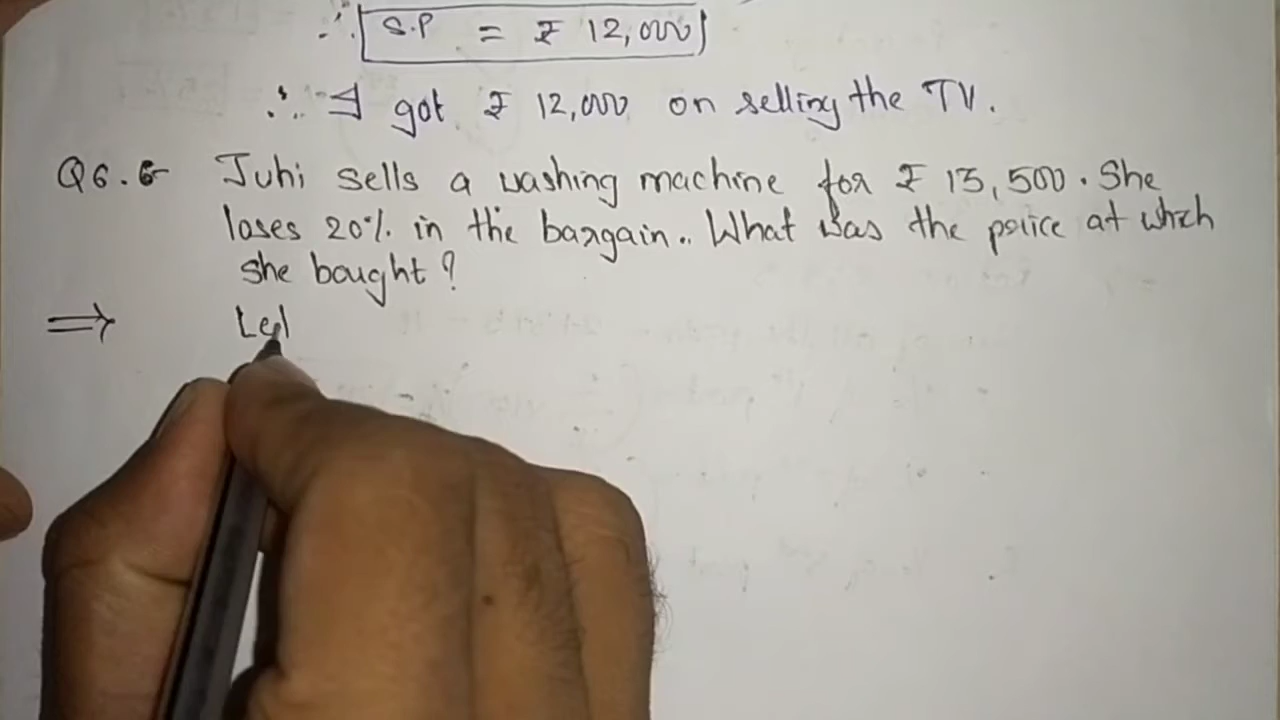 ∴ S.P = ₹ 12,000
∴ I got ₹ 12,000 on selling the TV.
Q6. Juhi sells a washing machine for ₹ 13,500. She
loses 20% in the bargain. What was the price at which
she bought?
⇒ Let